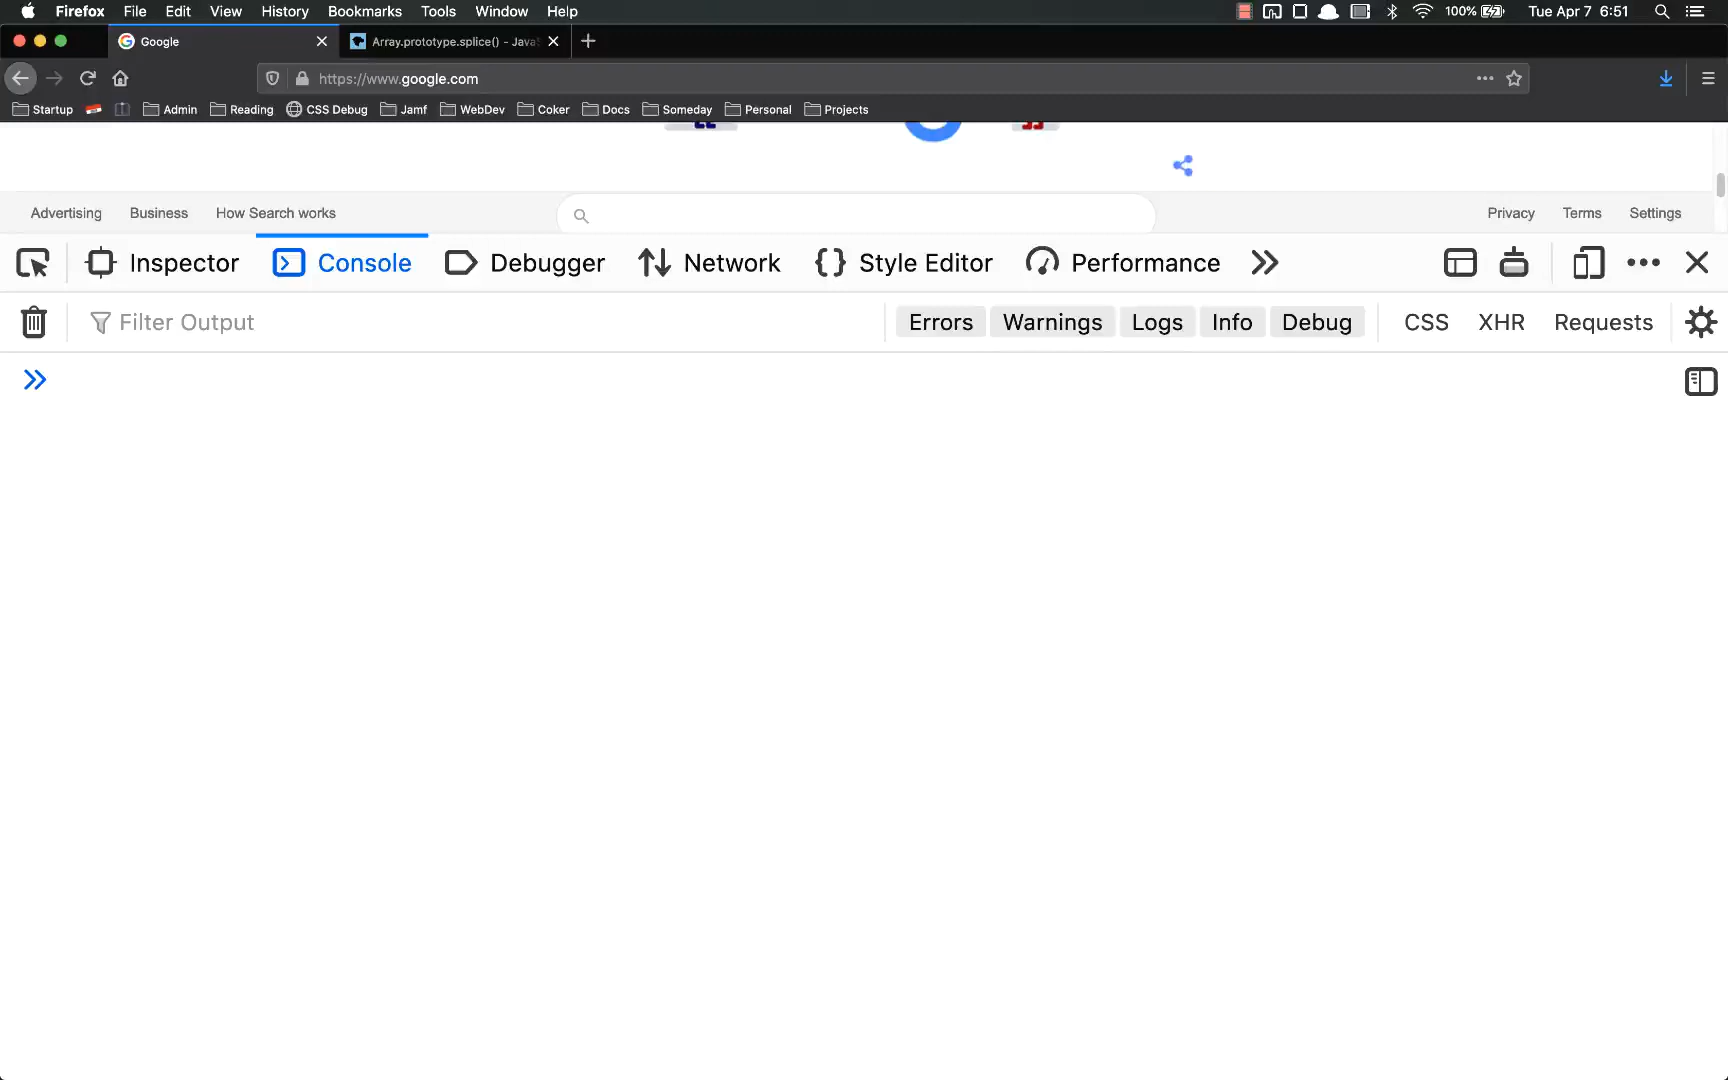 Firefox File Edit View History Bookmarks Tools Window Help 100% Tue Apr 7 6:51
Google Array.prototype.splice() - Java
https://www.google.com
Startup Admin Reading CSS Debug Jamf WebDev Coker Docs Someday Personal Projects
Advertising Business How Search works Privacy Terms Settings
Inspector Console Debugger Network Style Editor Performance
Filter Output Errors Warnings Logs Info Debug CSS XHR Requests